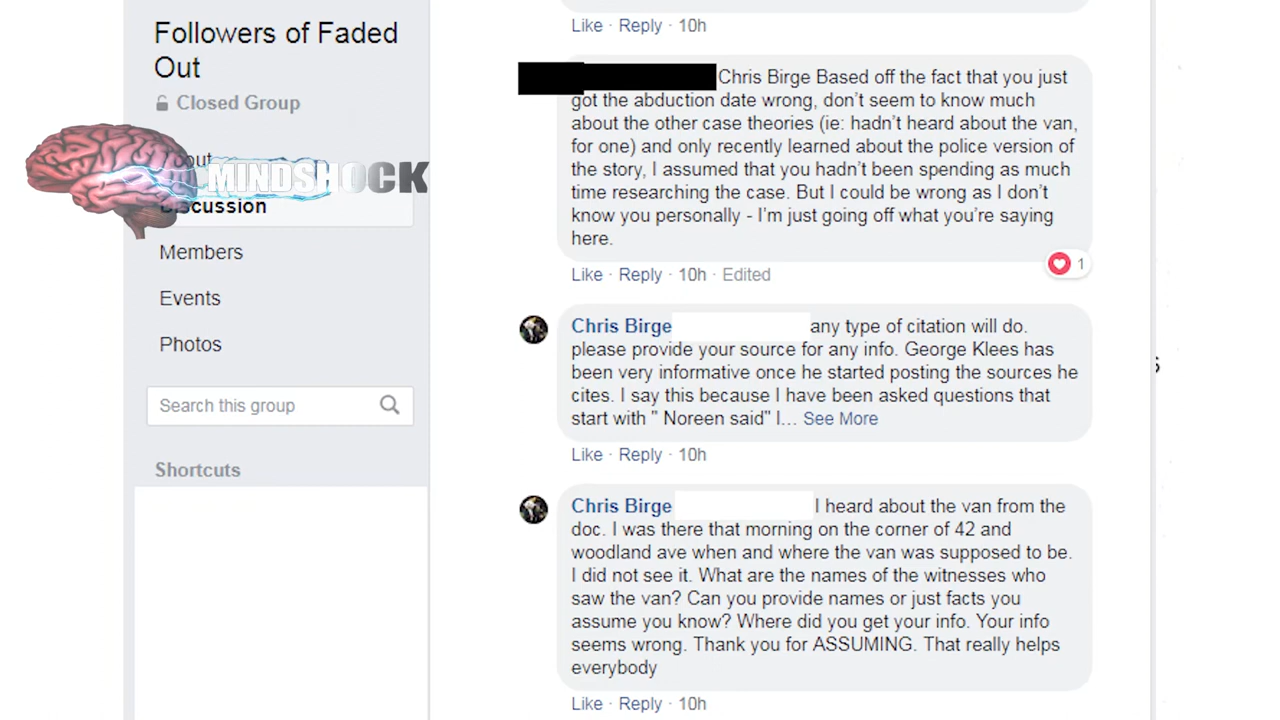 Followers of Faded
Out
Closed Group
MINDSHOCK
Discussion
Members
Events
Photos
Search this group
Shortcuts
Like · Reply · 10h
Chris Birge Based off the fact that you just
got the abduction date wrong, don't seem to know much
about the other case theories (ie: hadn't heard about the van,
for one) and only recently learned about the police version of
the story, I assumed that you hadn't been spending as much
time researching the case. But I could be wrong as I don't
know you personally - I'm just going off what you're saying
here.
1
Like · Reply · 10h · Edited
Chris Birge any type of citation will do.
please provide your source for any info. George Klees has
been very informative once he started posting the sources he
cites. I say this because I have been asked questions that
start with " Noreen said" I... See More
Like · Reply · 10h
Chris Birge I heard about the van from the
doc. I was there that morning on the corner of 42 and
woodland ave when and where the van was supposed to be.
I did not see it. What are the names of the witnesses who
saw the van? Can you provide names or just facts you
assume you know? Where did you get your info. Your info
seems wrong. Thank you for ASSUMING. That really helps
everybody
Like · Reply · 10h